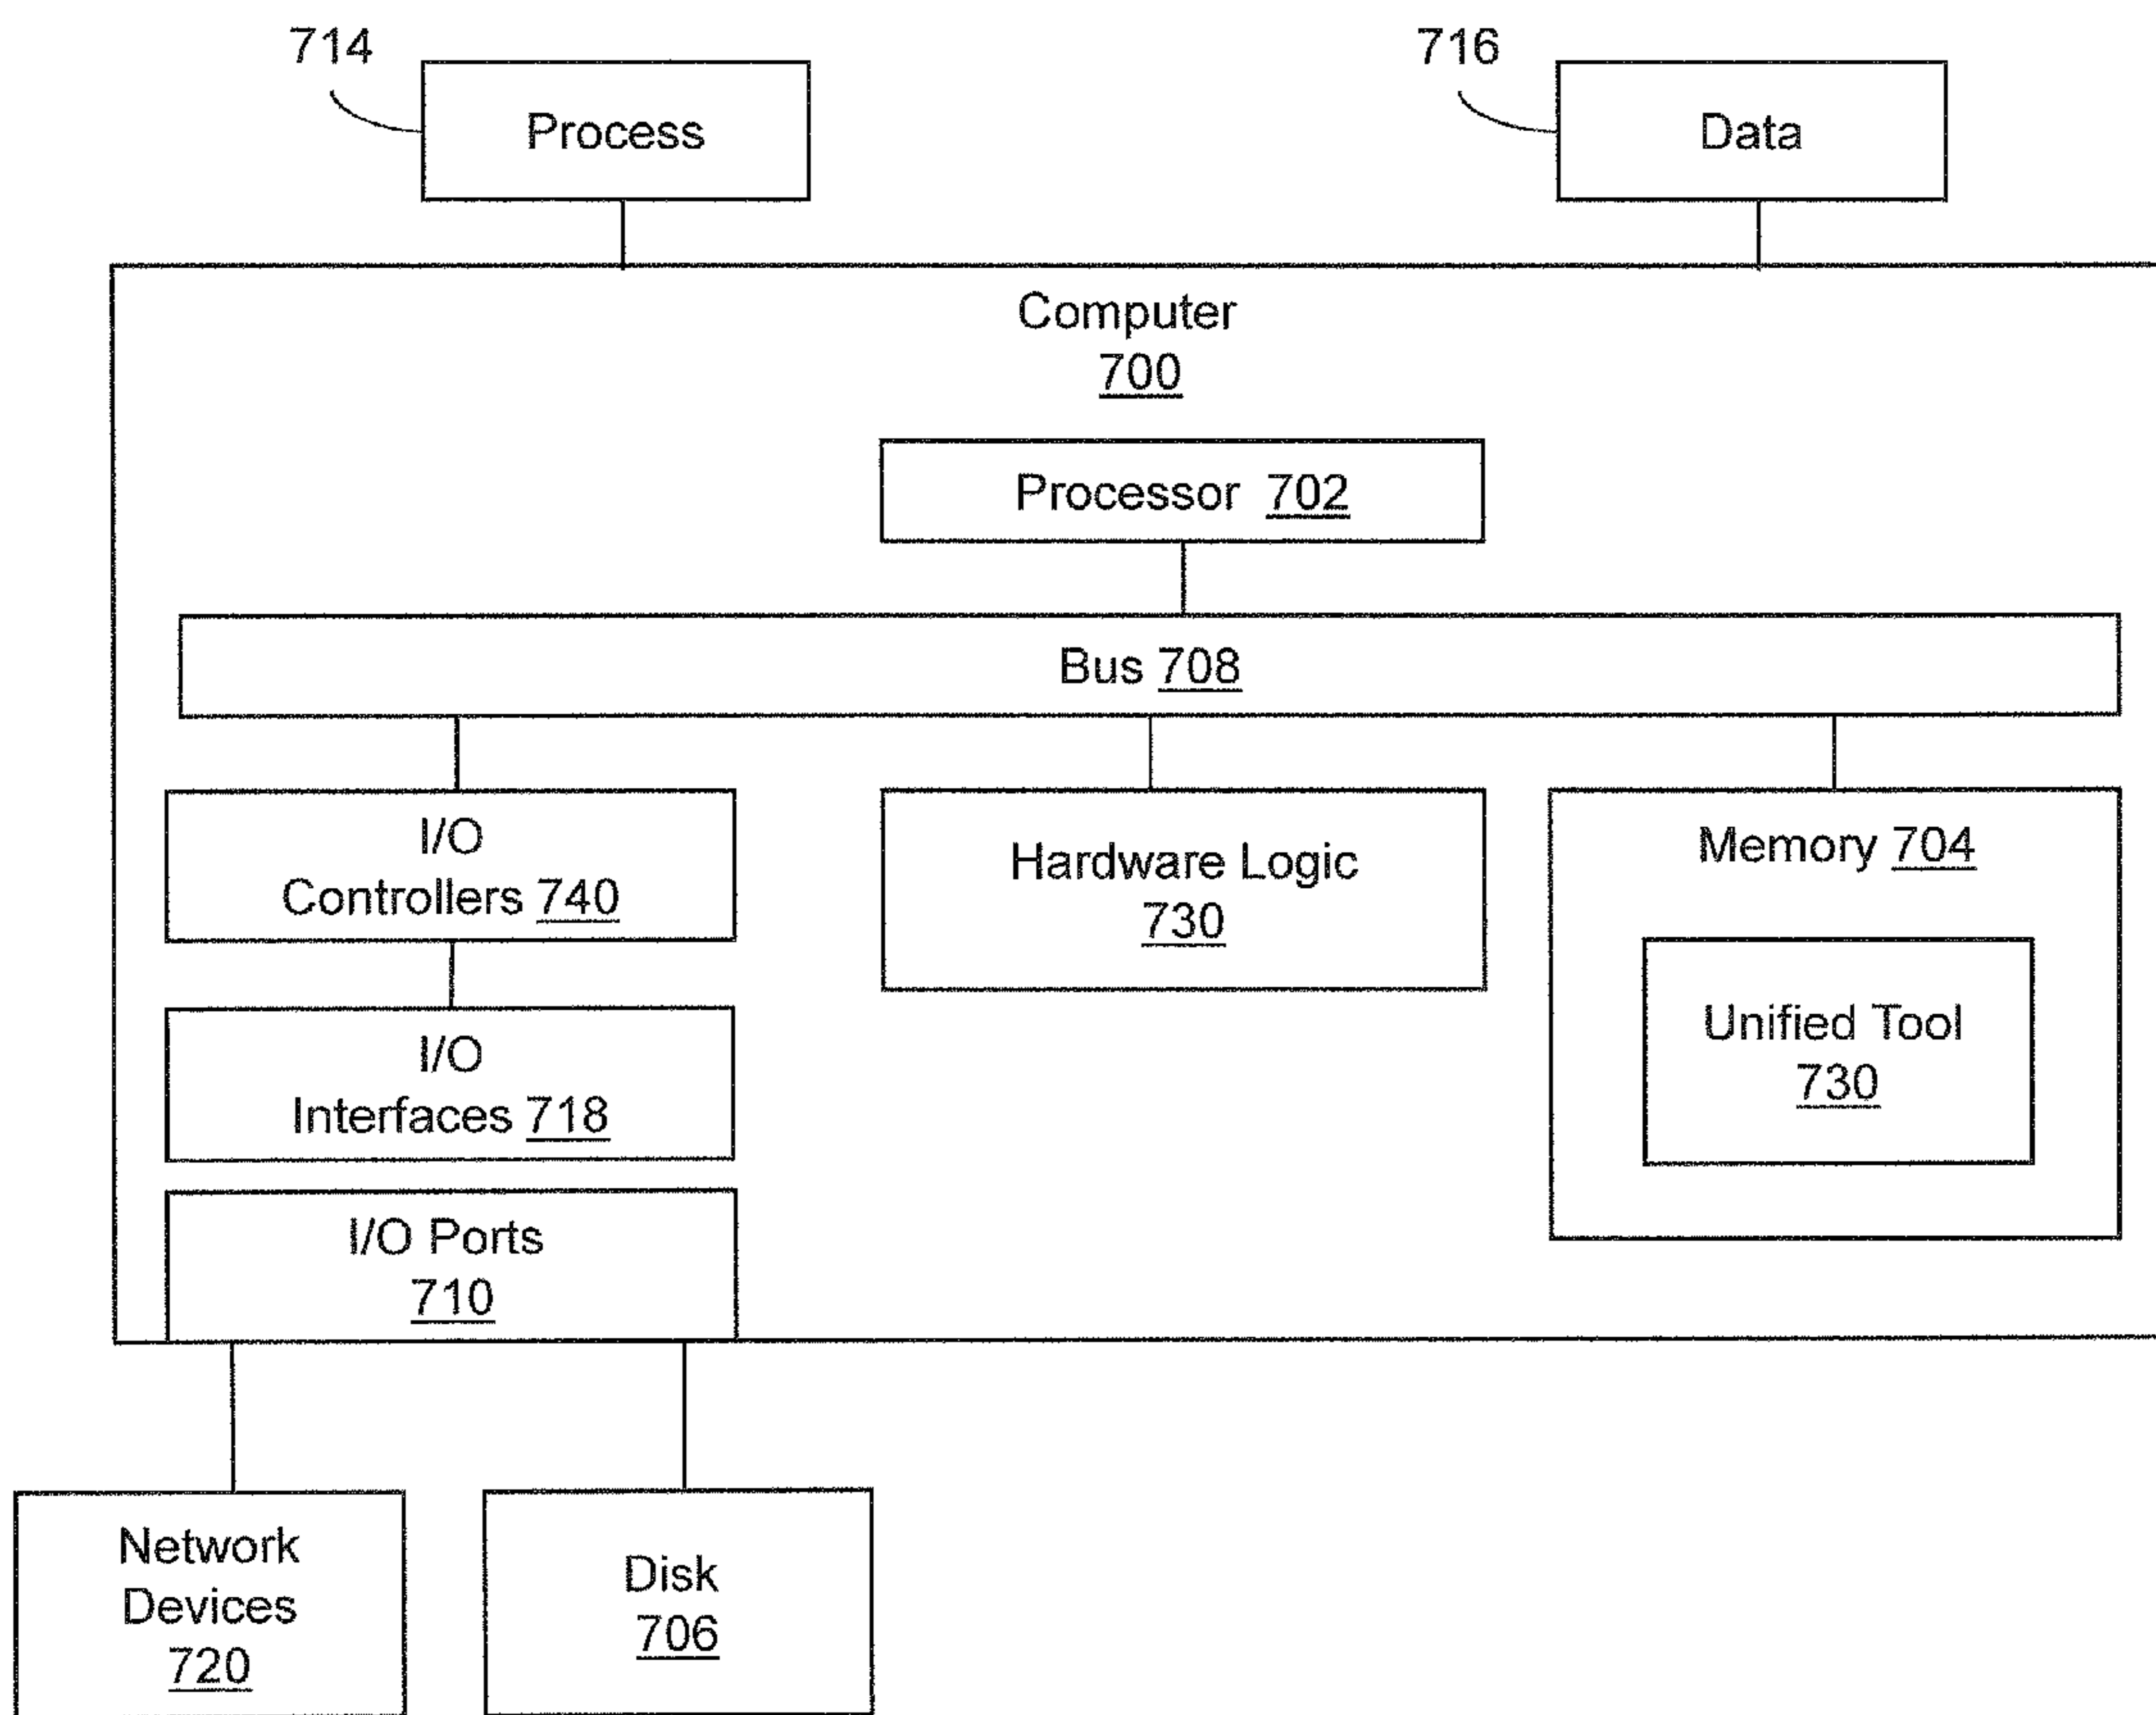 714
Process
716
Data
Computer
700
Processor 702
Bus 708
I/O
Controllers 740
Hardware Logic
730
Memory 704
Unified Tool
730
I/O
Interfaces 718
I/O Ports
710
Network
Devices
720
Disk
706